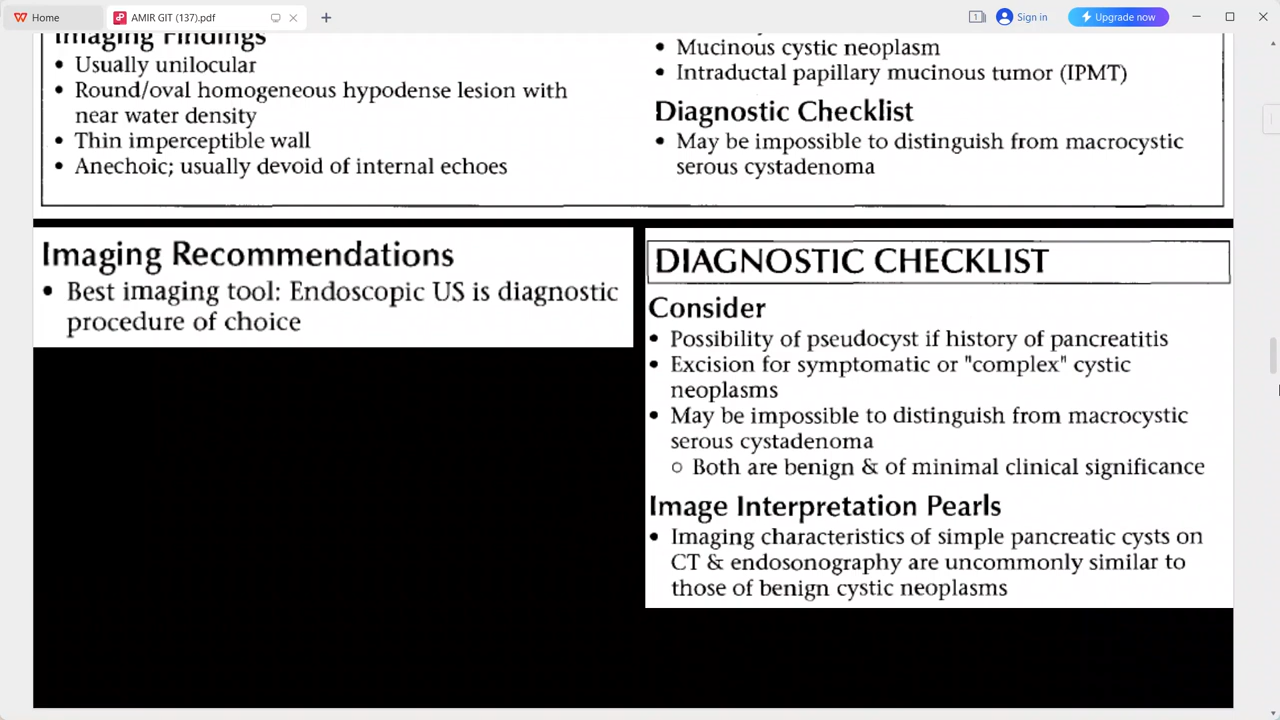 Home
AMIR GIT (137).pdf
1
Sign in
Upgrade now
Imaging Findings
• Usually unilocular
• Round/oval homogeneous hypodense lesion with
near water density
• Thin imperceptible wall
• Anechoic; usually devoid of internal echoes
• Mucinous cystic neoplasm
• Intraductal papillary mucinous tumor (IPMT)
Diagnostic Checklist
• May be impossible to distinguish from macrocystic
serous cystadenoma
Imaging Recommendations
• Best imaging tool: Endoscopic US is diagnostic
procedure of choice
DIAGNOSTIC CHECKLIST
Consider
• Possibility of pseudocyst if history of pancreatitis
• Excision for symptomatic or "complex" cystic
neoplasms
• May be impossible to distinguish from macrocystic
serous cystadenoma
o Both are benign & of minimal clinical significance
Image Interpretation Pearls
• Imaging characteristics of simple pancreatic cysts on
CT & endosonography are uncommonly similar to
those of benign cystic neoplasms